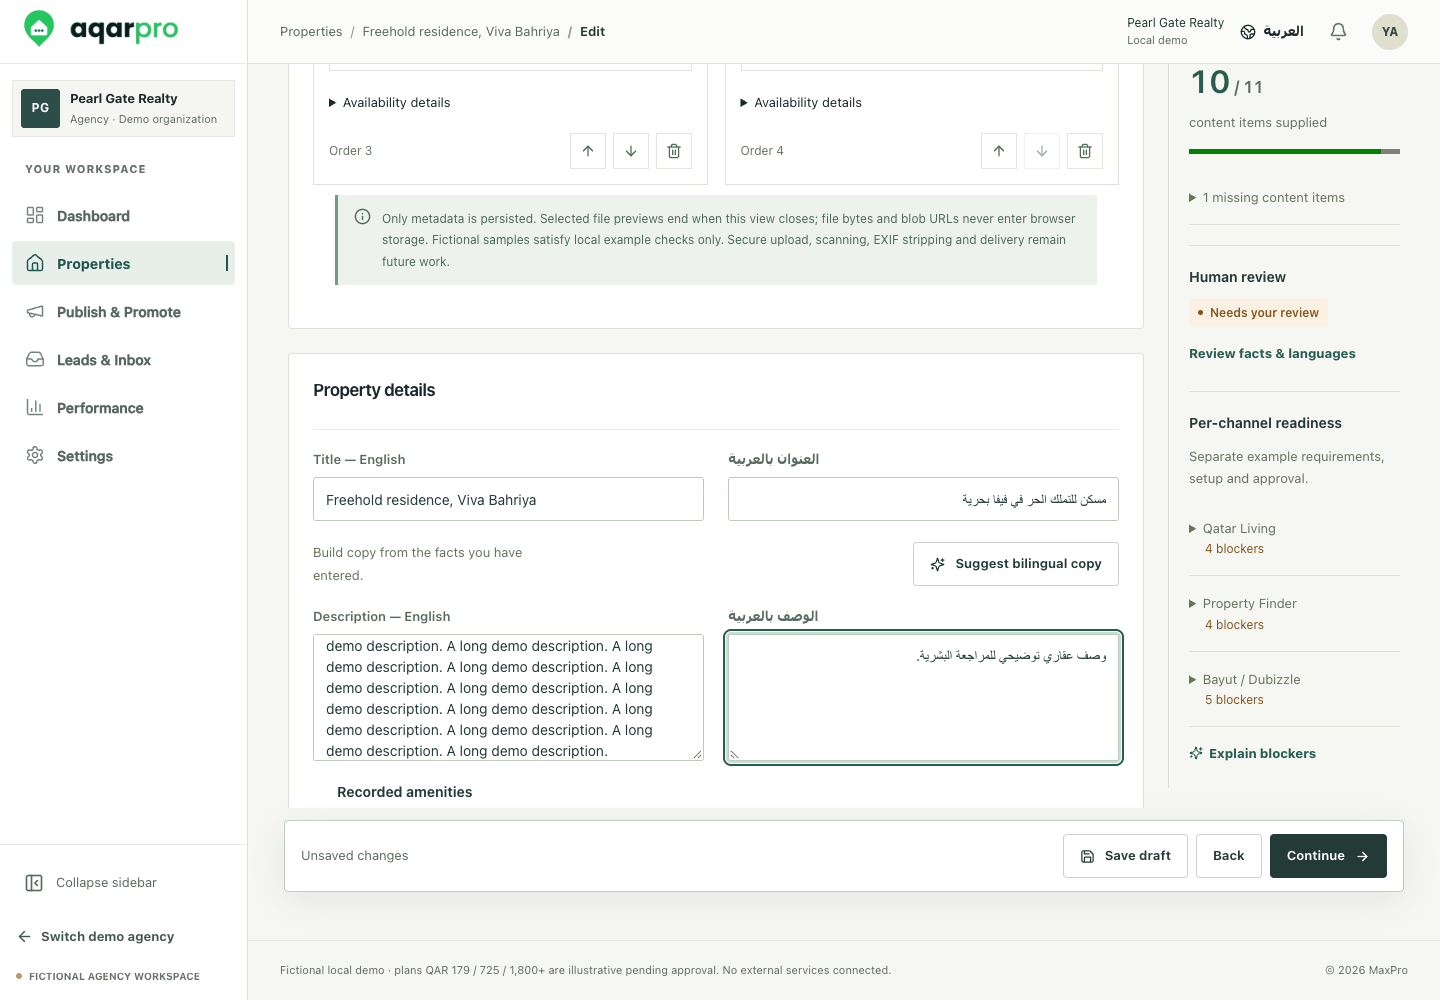 aqarpro
Properties / Freehold residence, Viva Bahriya / Edit
Pearl Gate Realty
Local demo
العربية
YA
PG
Pearl Gate Realty
Agency · Demo organization
YOUR WORKSPACE
Dashboard
Properties
Publish & Promote
Leads & Inbox
Performance
Settings
Collapse sidebar
Switch demo agency
FICTIONAL AGENCY WORKSPACE
Availability details
Order 3
Availability details
Order 4
Only metadata is persisted. Selected file previews end when this view closes; file bytes and blob URLs never enter browser
storage. Fictional samples satisfy local example checks only. Secure upload, scanning, EXIF stripping and delivery remain
future work.
Property details
Title — English
Freehold residence, Viva Bahriya
العنوان بالعربية
مسكن للتملك الحر في فيفا بحرية
Build copy from the facts you have
entered.
Suggest bilingual copy
Description — English
demo description. A long demo description. A long
demo description. A long demo description. A long
demo description. A long demo description. A long
demo description. A long demo description. A long
demo description. A long demo description. A long
demo description. A long demo description.
الوصف بالعربية
وصف عقاري توضيحي للمراجعة البشرية.
Recorded amenities
10 / 11
content items supplied
1 missing content items
Human review
Needs your review
Review facts & languages
Per-channel readiness
Separate example requirements,
setup and approval.
Qatar Living
4 blockers
Property Finder
4 blockers
Bayut / Dubizzle
5 blockers
Explain blockers
Unsaved changes
Save draft
Back
Continue
Fictional local demo · plans QAR 179 / 725 / 1,800+ are illustrative pending approval. No external services connected.
© 2026 MaxPro